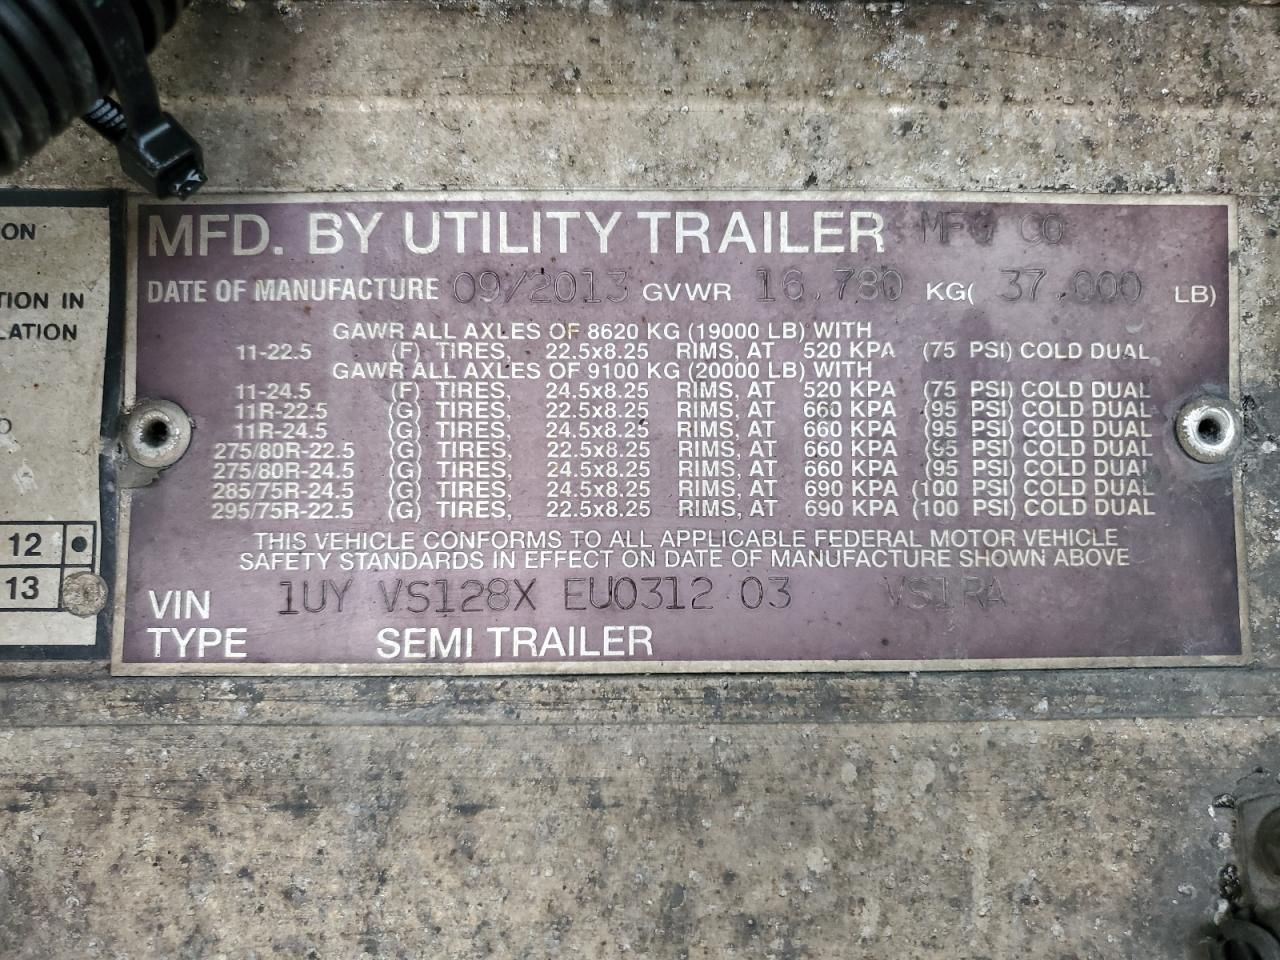 ON
TION IN
LATION
O
12
13
MFD. BY UTILITY TRAILER MFG CO
DATE OF MANUFACTURE 09/2013 GVWR 16.780 KG( 37.000 LB)
GAWR ALL AXLES OF 8620 KG (19000 LB) WITH
11-22.5 (F) TIRES, 22.5x8.25 RIMS, AT 520 KPA (75 PSI) COLD DUAL
GAWR ALL AXLES OF 9100 KG (20000 LB) WITH
11-24.5 (F) TIRES, 24.5x8.25 RIMS, AT 520 KPA (75 PSI) COLD DUAL
11R-22.5 (G) TIRES, 22.5x8.25 RIMS, AT 660 KPA (95 PSI) COLD DUAL
11R-24.5 (G) TIRES, 24.5x8.25 RIMS, AT 660 KPA (95 PSI) COLD DUAL
275/80R-22.5 (G) TIRES, 22.5x8.25 RIMS, AT 660 KPA (95 PSI) COLD DUAL
275/80R-24.5 (G) TIRES, 24.5x8.25 RIMS, AT 660 KPA (95 PSI) COLD DUAL
285/75R-24.5 (G) TIRES, 24.5x8.25 RIMS, AT 690 KPA (100 PSI) COLD DUAL
295/75R-22.5 (G) TIRES, 22.5x8.25 RIMS, AT 690 KPA (100 PSI) COLD DUAL
THIS VEHICLE CONFORMS TO ALL APPLICABLE FEDERAL MOTOR VEHICLE
SAFETY STANDARDS IN EFFECT ON DATE OF MANUFACTURE SHOWN ABOVE
VIN 1UY VS128X EU0312 03 VS1RA
TYPE SEMI TRAILER